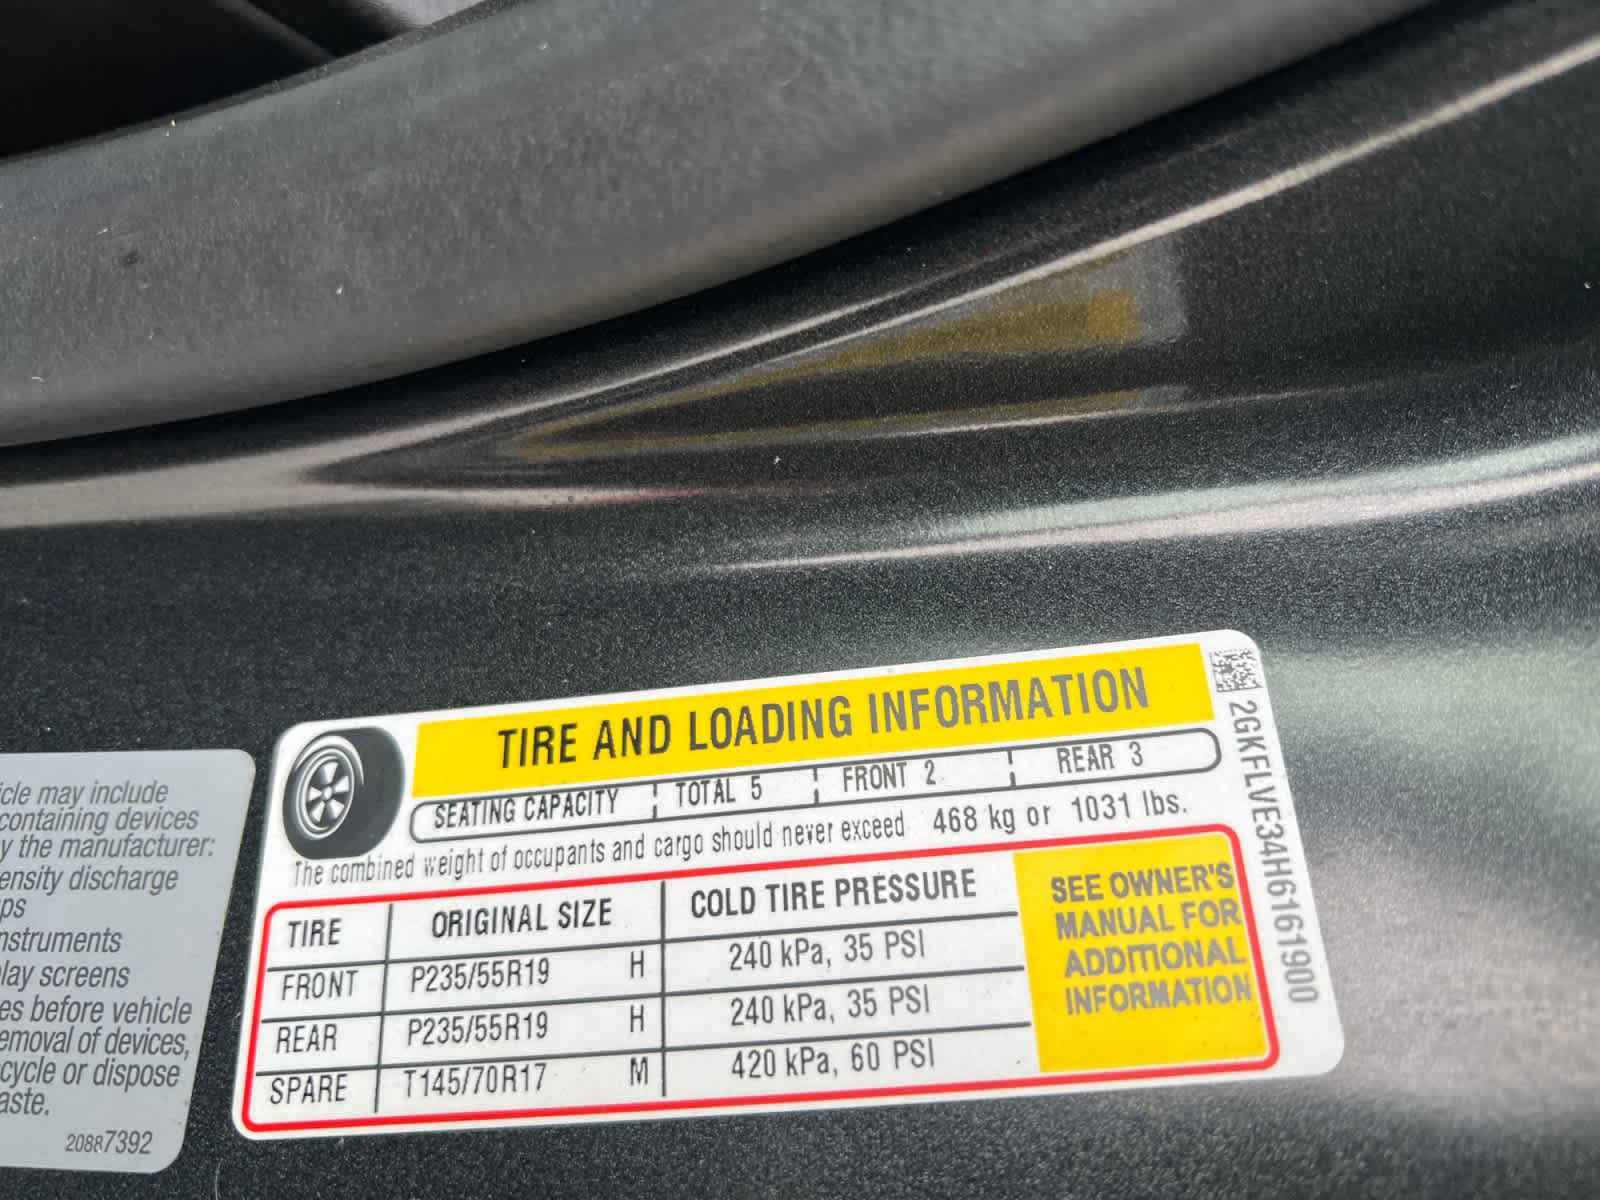 icle may include
containing devices
y the manufacturer:
ensity discharge
ps
nstruments
lay screens
es before vehicle
emoval of devices,
cycle or dispose
aste.
20887392
TIRE AND LOADING INFORMATION
SEATING CAPACITY TOTAL 5 FRONT 2 REAR 3
The combined weight of occupants and cargo should never exceed 468 kg or 1031 lbs.
TIRE ORIGINAL SIZE COLD TIRE PRESSURE
FRONT P235/55R19 H 240 kPa, 35 PSI
REAR P235/55R19 H 240 kPa, 35 PSI
SPARE T145/70R17 M 420 kPa, 60 PSI
SEE OWNER'S
MANUAL FOR
ADDITIONAL
INFORMATION
2GKFLVE34H6161900